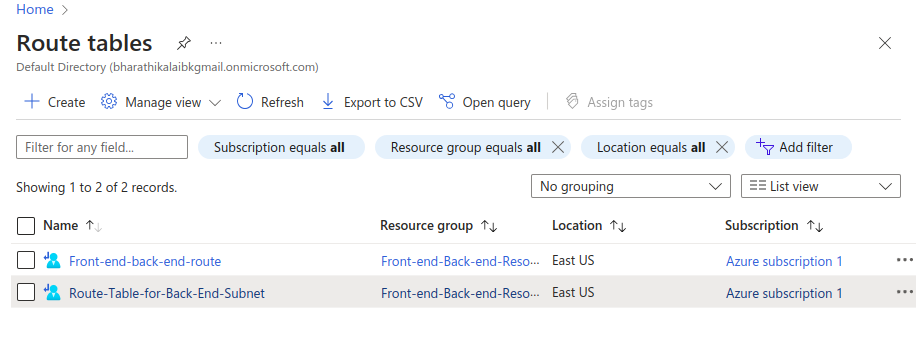 Home >
Route tables ...
Default Directory (bharathikalaibkgmail.onmicrosoft.com)
+ Create Manage view Refresh Export to CSV Open query Assign tags
Filter for any field... Subscription equals all Resource group equals all Location equals all Add filter
Showing 1 to 2 of 2 records. No grouping List view
Name ↑↓ Resource group ↑↓ Location ↑↓ Subscription ↑↓
Front-end-back-end-route Front-end-Back-end-Reso... East US Azure subscription 1 ...
Route-Table-for-Back-End-Subnet Front-end-Back-end-Reso... East US Azure subscription 1 ...